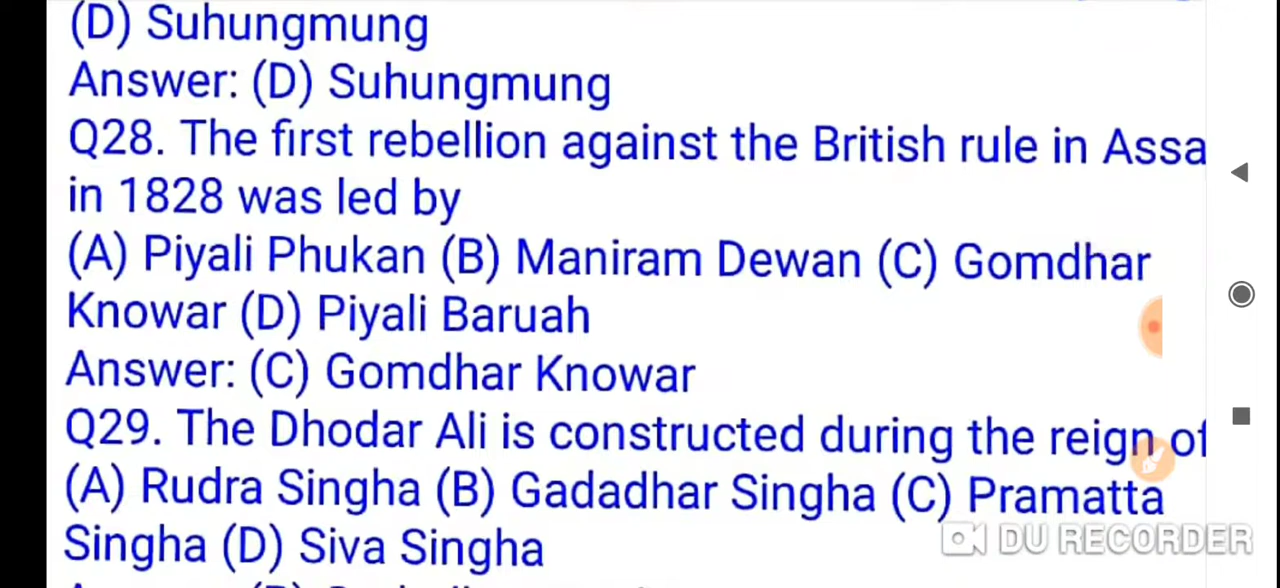 (D) Suhungmung
Answer: (D) Suhungmung
Q28. The first rebellion against the British rule in Assa
in 1828 was led by
(A) Piyali Phukan (B) Maniram Dewan (C) Gomdhar
Knowar (D) Piyali Baruah
Answer: (C) Gomdhar Knowar
Q29. The Dhodar Ali is constructed during the reign of
(A) Rudra Singha (B) Gadadhar Singha (C) Pramatta
Singha (D) Siva Singha
DU RECORDER